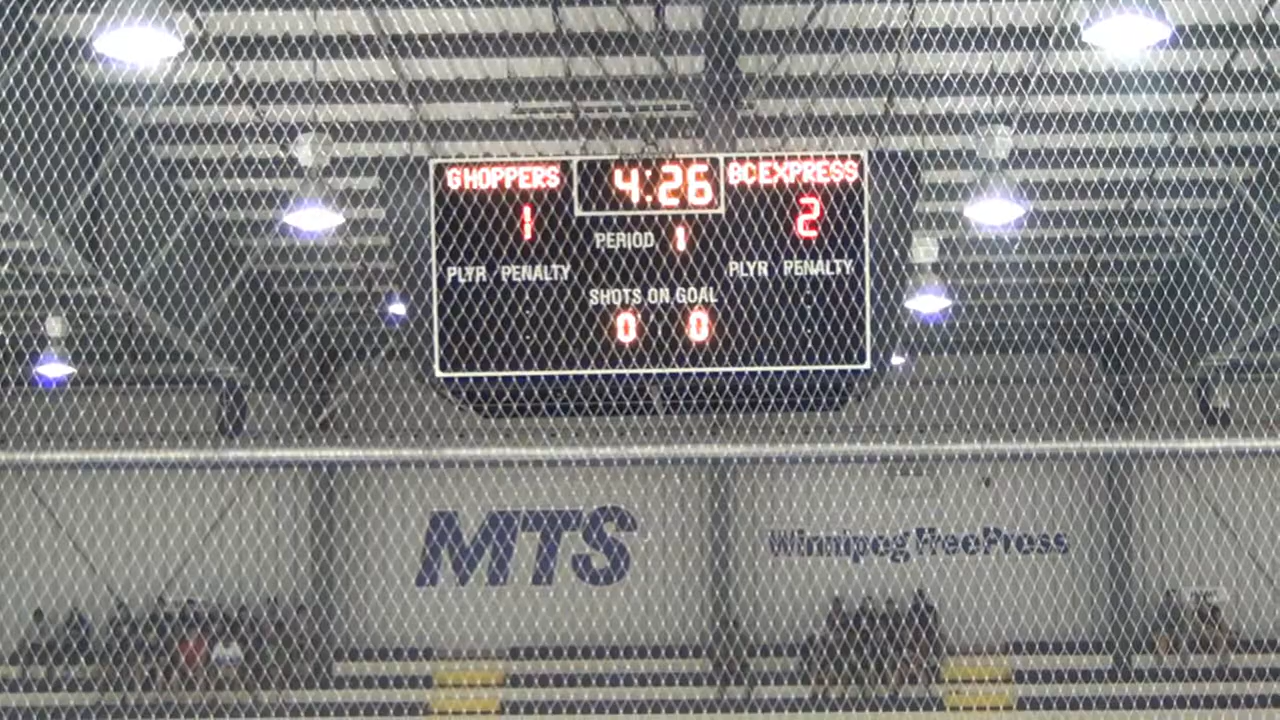 GHOPPERS 4:26 BCEXPRESS
1 2
PERIOD 1
PLYR PENALTY PLYR PENALTY
SHOTS ON GOAL
0 0
MTS
Winnipeg Free Press